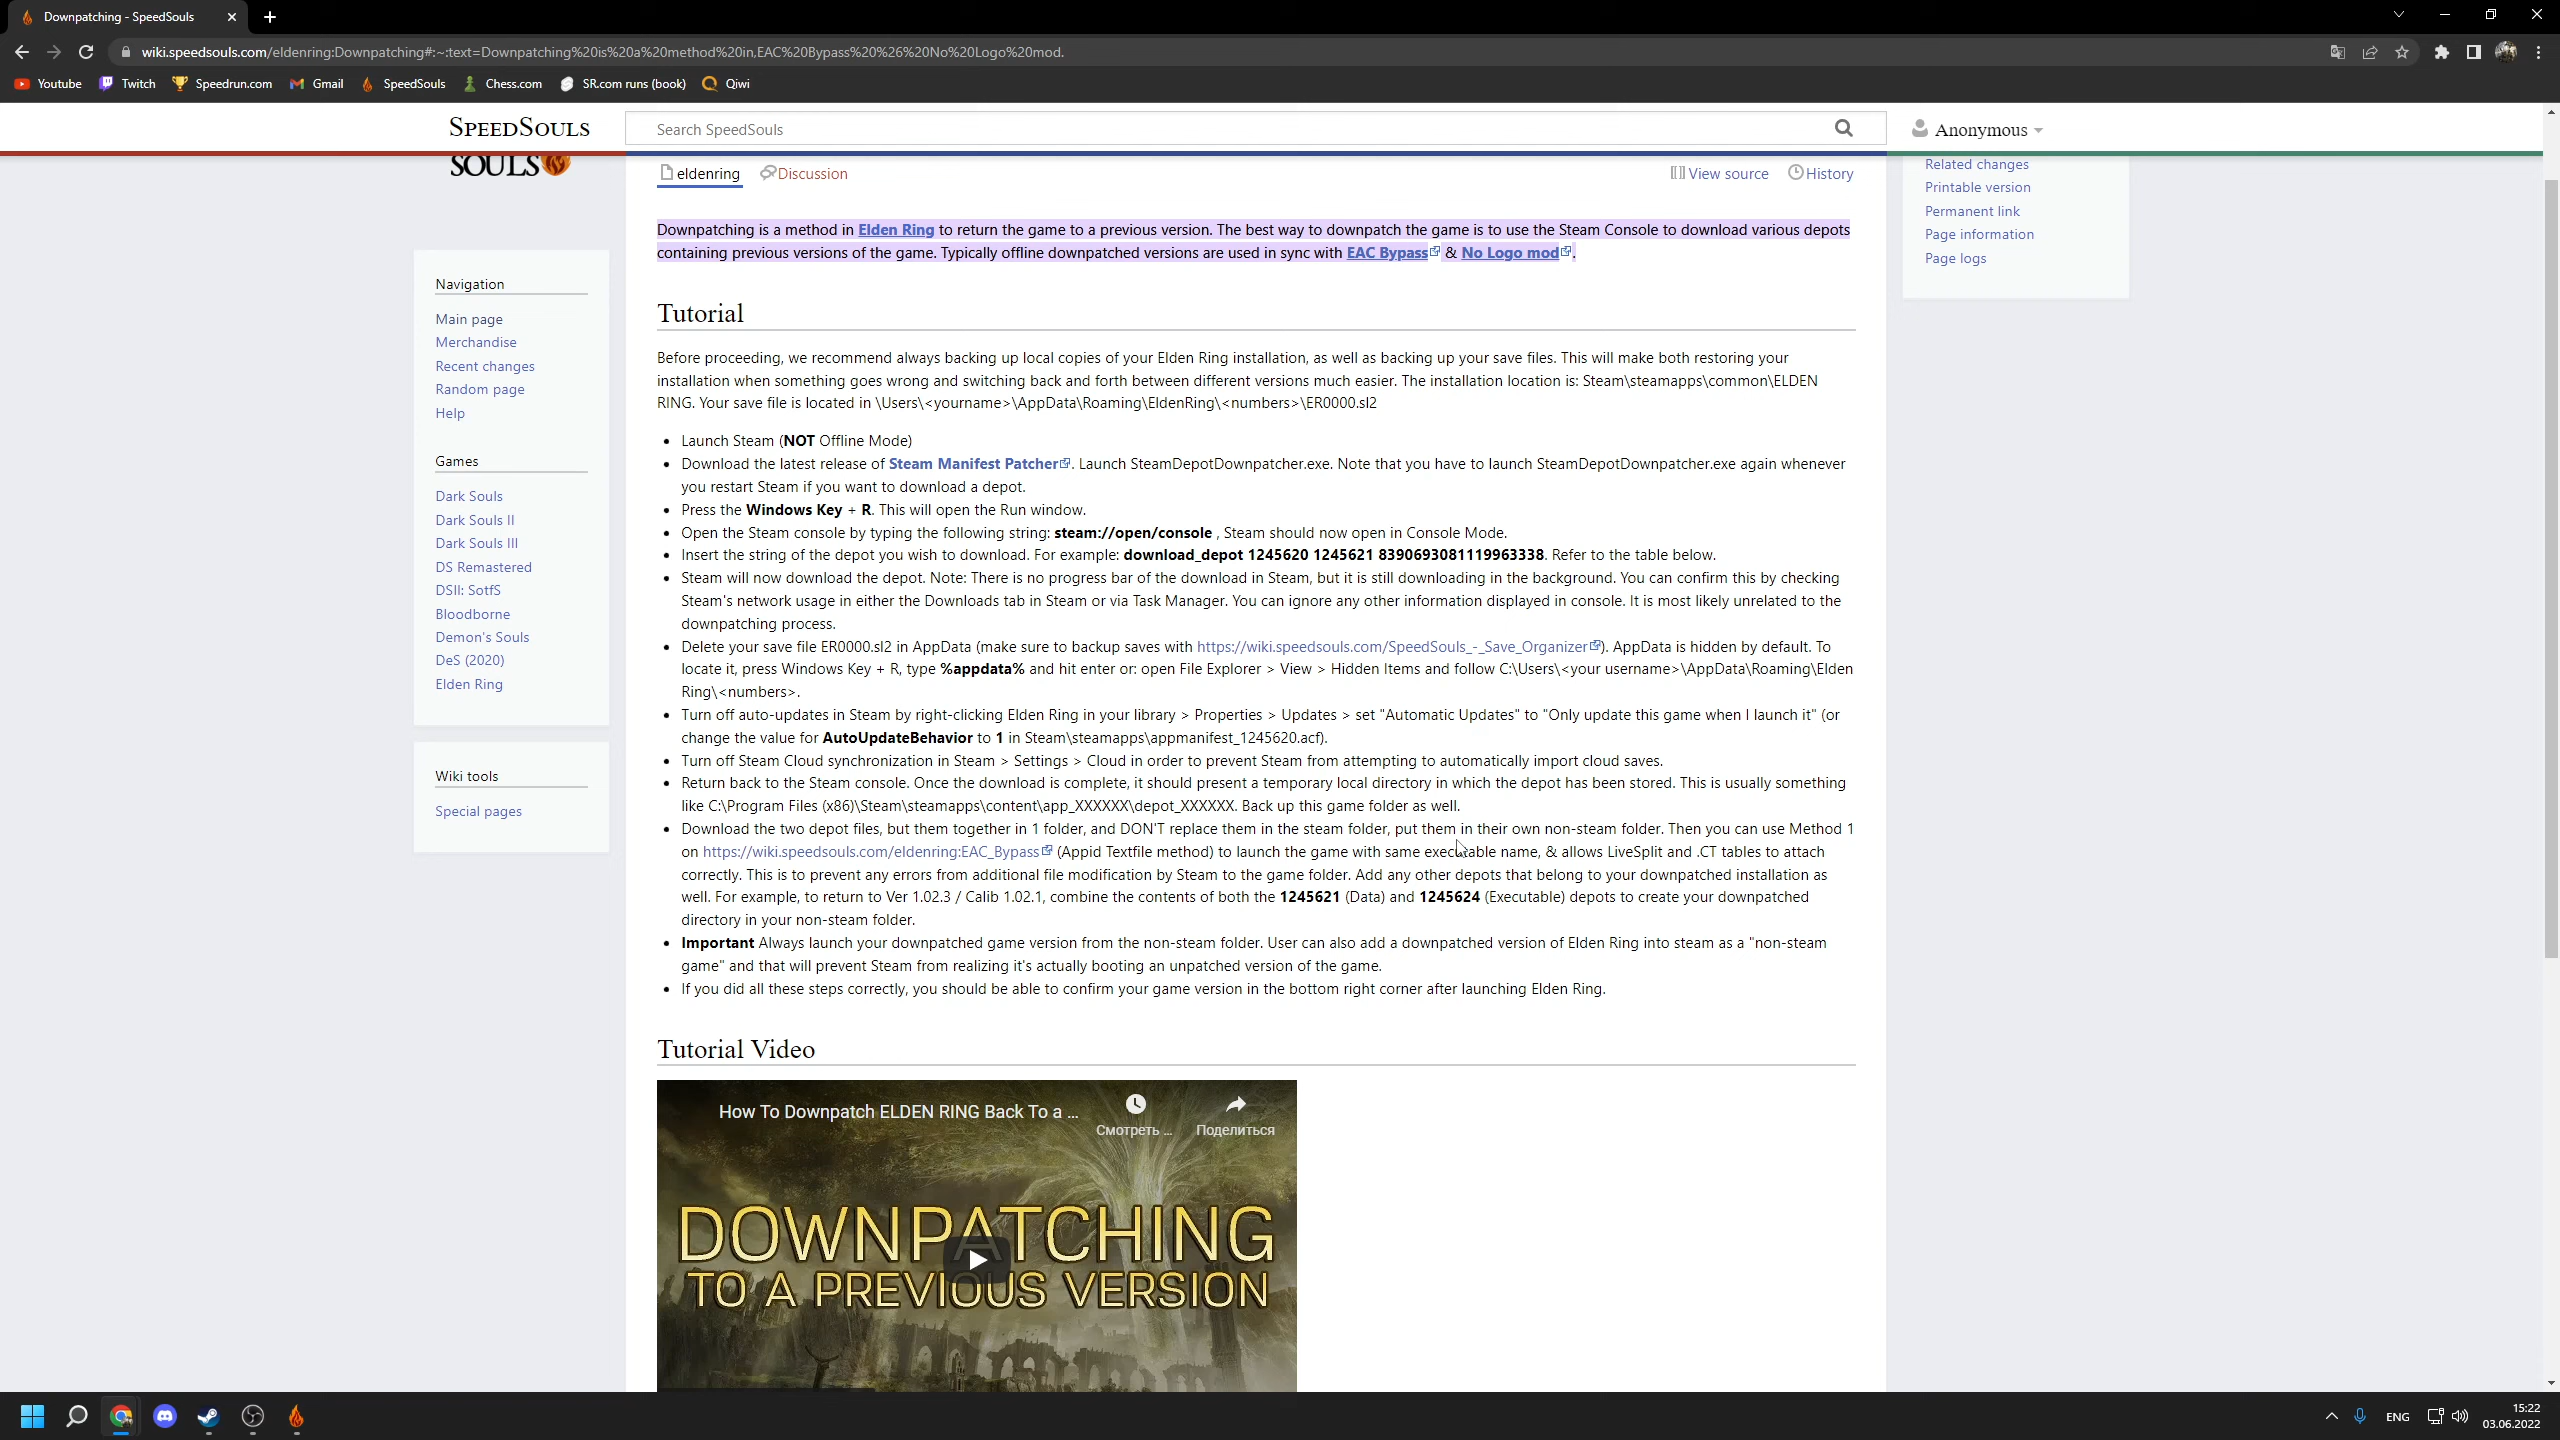 Downpatching - SpeedSouls
wiki.speedsouls.com/eldenring:Downpatching#:~:text=Downpatching%20is%20a%20method%20in,EAC%20Bypass%20%26%20No%20Logo%20mod.
Youtube Twitch Speedrun.com Gmail SpeedSouls Chess.com SR.com runs (book) Qiwi
SPEEDSOULS
Search SpeedSouls
Anonymous
SOULS
eldenring Discussion View source History
Related changes
Printable version
Permanent link
Page information
Page logs
Navigation
Main page
Merchandise
Recent changes
Random page
Help
Games
Dark Souls
Dark Souls II
Dark Souls III
DS Remastered
DSII: SotfS
Bloodborne
Demon's Souls
DeS (2020)
Elden Ring
Wiki tools
Special pages
Downpatching is a method in Elden Ring to return the game to a previous version. The best way to downpatch the game is to use the Steam Console to download various depots
containing previous versions of the game. Typically offline downpatched versions are used in sync with EAC Bypass & No Logo mod.
Tutorial
Before proceeding, we recommend always backing up local copies of your Elden Ring installation, as well as backing up your save files. This will make both restoring your
installation when something goes wrong and switching back and forth between different versions much easier. The installation location is: Steam\steamapps\common\ELDEN
RING. Your save file is located in \Users\<yourname>\AppData\Roaming\EldenRing\<numbers>\ER0000.sl2
• Launch Steam (NOT Offline Mode)
• Download the latest release of Steam Manifest Patcher. Launch SteamDepotDownpatcher.exe. Note that you have to launch SteamDepotDownpatcher.exe again whenever
you restart Steam if you want to download a depot.
• Press the Windows Key + R. This will open the Run window.
• Open the Steam console by typing the following string: steam://open/console , Steam should now open in Console Mode.
• Insert the string of the depot you wish to download. For example: download_depot 1245620 1245621 8390693081119963338. Refer to the table below.
• Steam will now download the depot. Note: There is no progress bar of the download in Steam, but it is still downloading in the background. You can confirm this by checking
Steam's network usage in either the Downloads tab in Steam or via Task Manager. You can ignore any other information displayed in console. It is most likely unrelated to the
downpatching process.
• Delete your save file ER0000.sl2 in AppData (make sure to backup saves with https://wiki.speedsouls.com/SpeedSouls_-_Save_Organizer). AppData is hidden by default. To
locate it, press Windows Key + R, type %appdata% and hit enter or: open File Explorer > View > Hidden Items and follow C:\Users\<your username>\AppData\Roaming\Elden
Ring\<numbers>.
• Turn off auto-updates in Steam by right-clicking Elden Ring in your library > Properties > Updates > set "Automatic Updates" to "Only update this game when I launch it" (or
change the value for AutoUpdateBehavior to 1 in Steam\steamapps\appmanifest_1245620.acf).
• Turn off Steam Cloud synchronization in Steam > Settings > Cloud in order to prevent Steam from attempting to automatically import cloud saves.
• Return back to the Steam console. Once the download is complete, it should present a temporary local directory in which the depot has been stored. This is usually something
like C:\Program Files (x86)\Steam\steamapps\content\app_XXXXXX\depot_XXXXXX. Back up this game folder as well.
• Download the two depot files, but them together in 1 folder, and DON'T replace them in the steam folder, put them in their own non-steam folder. Then you can use Method 1
on https://wiki.speedsouls.com/eldenring:EAC_Bypass (Appid Textfile method) to launch the game with same executable name, & allows LiveSplit and .CT tables to attach
correctly. This is to prevent any errors from additional file modification by Steam to the game folder. Add any other depots that belong to your downpatched installation as
well. For example, to return to Ver 1.02.3 / Calib 1.02.1, combine the contents of both the 1245621 (Data) and 1245624 (Executable) depots to create your downpatched
directory in your non-steam folder.
• Important Always launch your downpatched game version from the non-steam folder. User can also add a downpatched version of Elden Ring into steam as a "non-steam
game" and that will prevent Steam from realizing it's actually booting an unpatched version of the game.
• If you did all these steps correctly, you should be able to confirm your game version in the bottom right corner after launching Elden Ring.
Tutorial Video
How To Downpatch ELDEN RING Back To a ...
Смотреть ... Поделиться
DOWNPATCHING
TO A PREVIOUS VERSION
ENG
15:22
03.06.2022